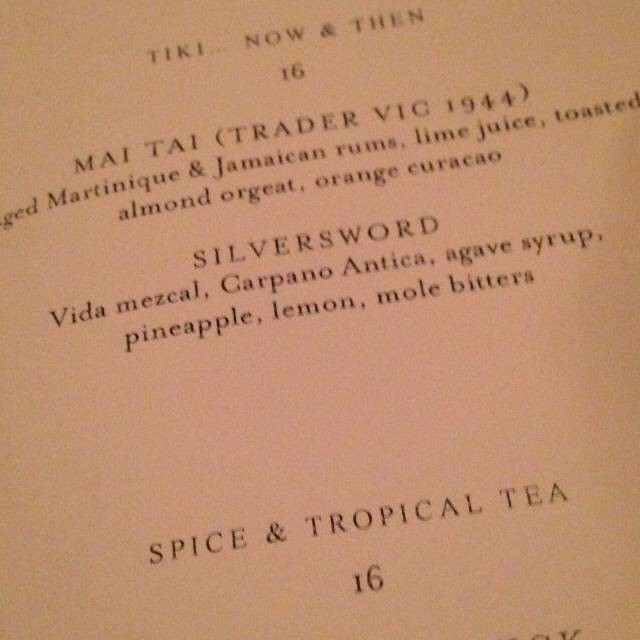 TIKI... NOW & THEN
16
MAI TAI (TRADER VIC 1944)
Martinique & Jamaican rums, lime juice, toasted
almond orgeat, orange curacao
SILVERSWORD
Vida mezcal, Carpano Antica, agave syrup,
pineapple, lemon, mole bitters
SPICE & TROPICAL TEA
16